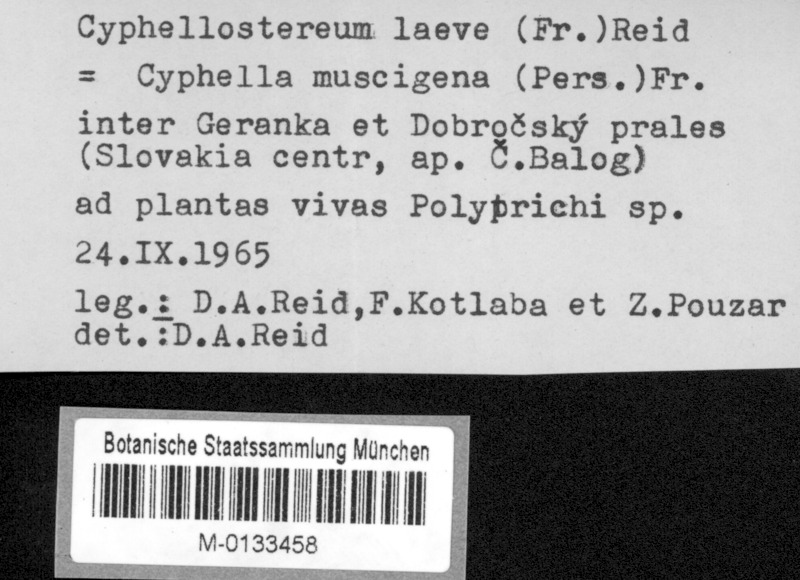 Cyphellostereum laeve (Fr.)Reid
= Cyphella muscigena (Pers.)Fr.
inter Geranka et Dobročský prales
(Slovakia centr, ap. Č.Balog)
ad plantas vivas Polyprichi sp.
24.IX.1965
leg.: D.A.Reid,F.Kotlaba et Z.Pouzar
det.:D.A.Reid
Botanische Staatssammlung München
M-0133458